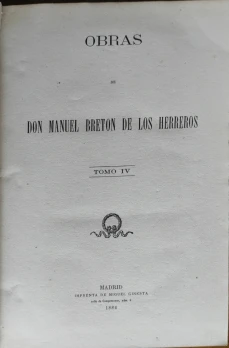 OBRAS
DE
DON MANUEL BRETON DE LOS HERREROS
TOMO IV
MADRID
IMPRENTA DE MIGUEL GINESTA